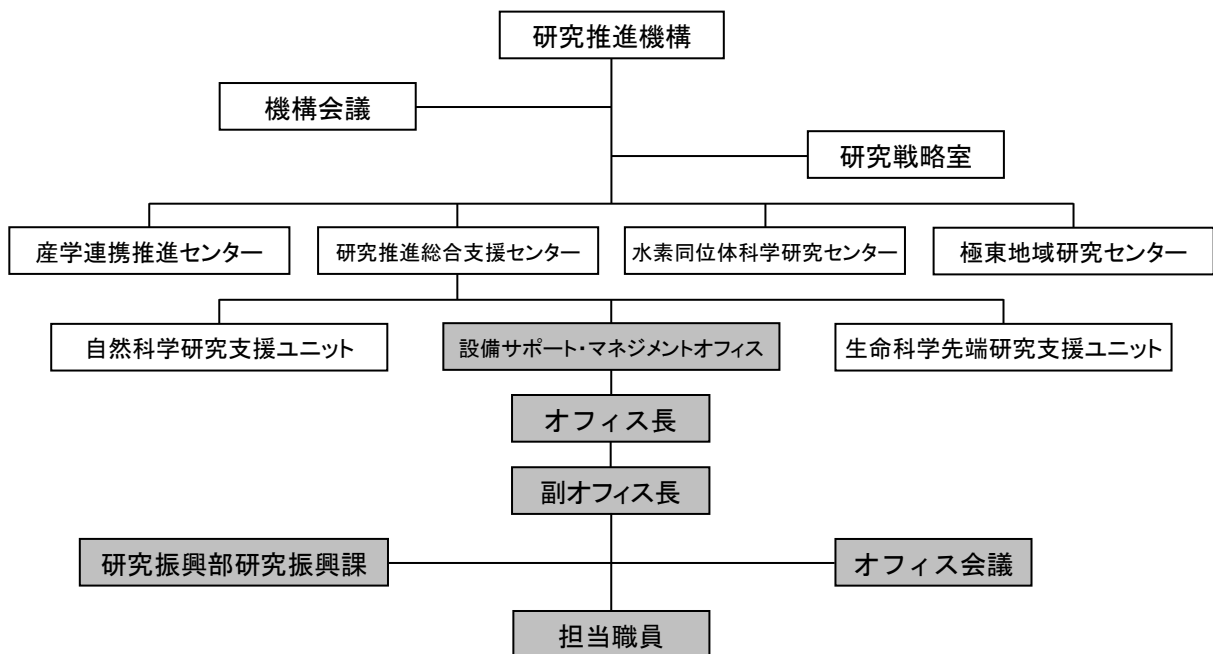 研究推進機構
機構会議
研究戦略室
産学連携推進センター
研究推進総合支援センター
水素同位体科学研究センター
極東地域研究センター
自然科学研究支援ユニット
設備サポート・マネジメントオフィス
生命科学先端研究支援ユニット
オフィス長
副オフィス長
研究振興部研究振興課
オフィス会議
担当職員